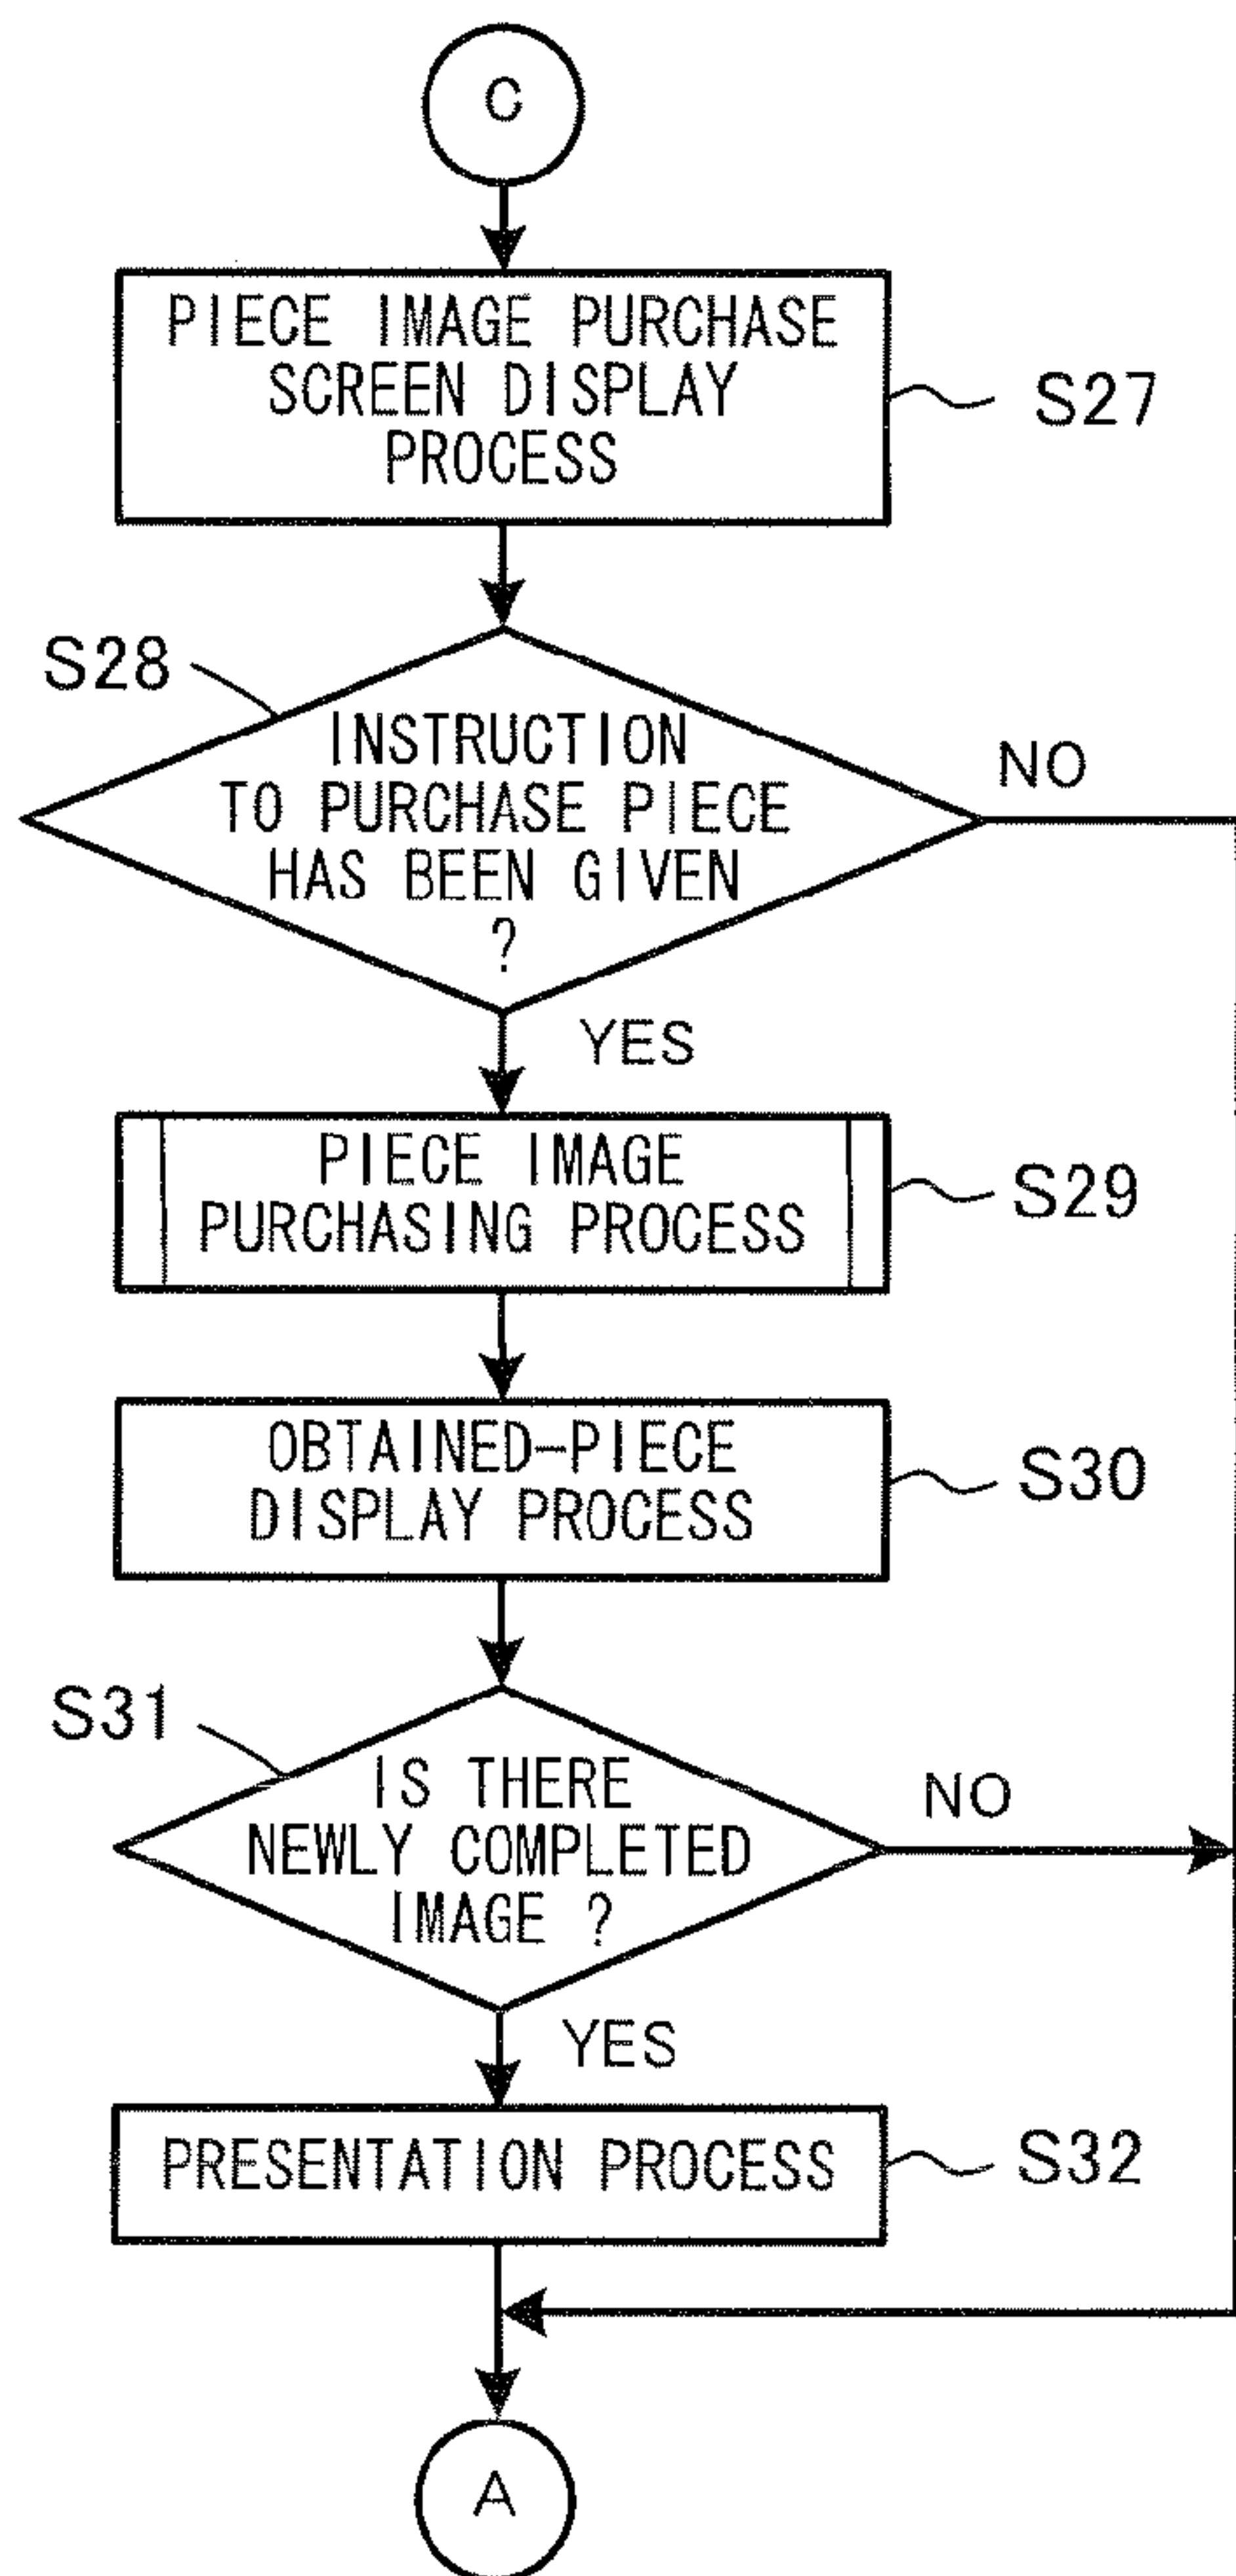 C
PIECE IMAGE PURCHASE
SCREEN DISPLAY
PROCESS
S27
S28
INSTRUCTION
TO PURCHASE PIECE
HAS BEEN GIVEN
?
NO
YES
PIECE IMAGE
PURCHASING PROCESS
S29
OBTAINED-PIECE
DISPLAY PROCESS
S30
S31
IS THERE
NEWLY COMPLETED
IMAGE ?
NO
YES
PRESENTATION PROCESS
S32
A